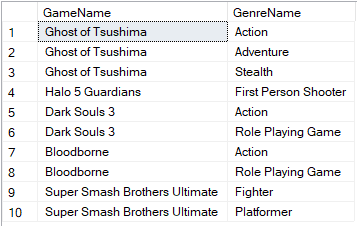 GameName GenreName
1 Ghost of Tsushima Action
2 Ghost of Tsushima Adventure
3 Ghost of Tsushima Stealth
4 Halo 5 Guardians First Person Shooter
5 Dark Souls 3 Action
6 Dark Souls 3 Role Playing Game
7 Bloodborne Action
8 Bloodborne Role Playing Game
9 Super Smash Brothers Ultimate Fighter
10 Super Smash Brothers Ultimate Platformer